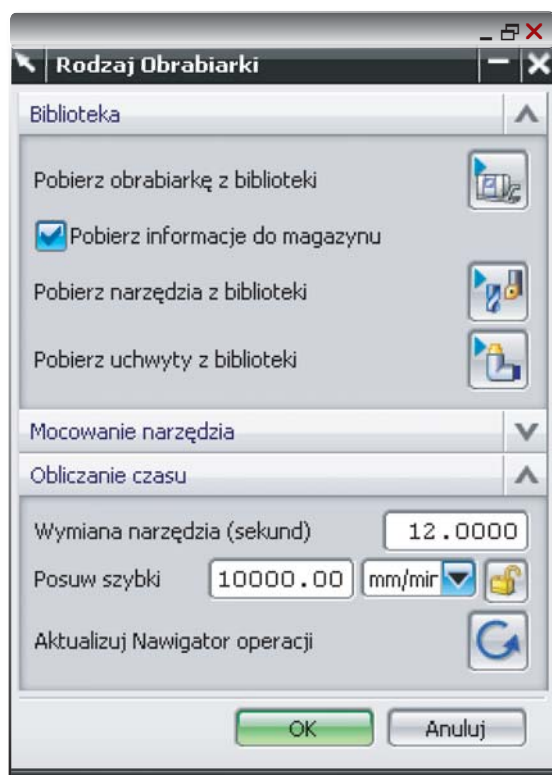 Rodzaj Obrabiarki
Biblioteka
Pobierz obrabiarkę z biblioteki
Pobierz informacje do magazynu
Pobierz narzędzia z biblioteki
Pobierz uchwyty z biblioteki
Mocowanie narzędzia
Obliczanie czasu
Wymiana narzędzia (sekund) 12.0000
Posuw szybki 10000.00 mm/mir
Aktualizuj Nawigator operacji
OK Anuluj